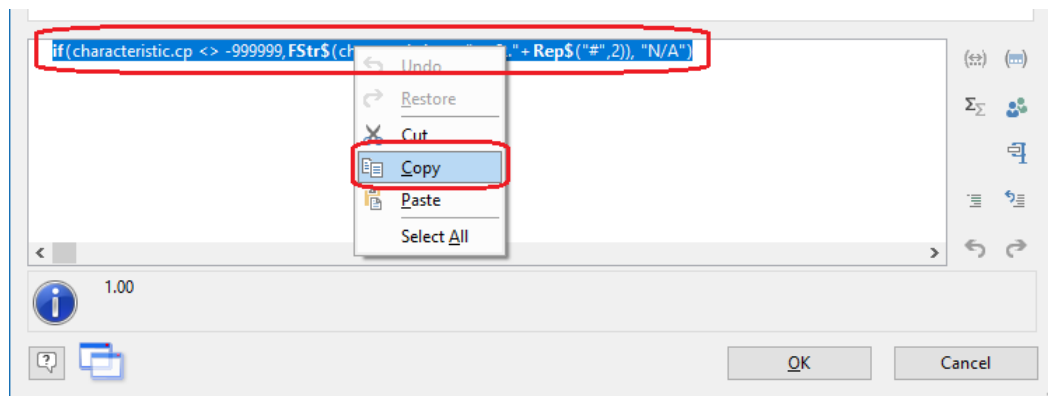 if(characteristic.cp <> -999999,FStr$(ch "+ Rep$("#",2)), "N/A")
Undo
Restore
Cut
Copy
Paste
Select All
1.00
OK
Cancel